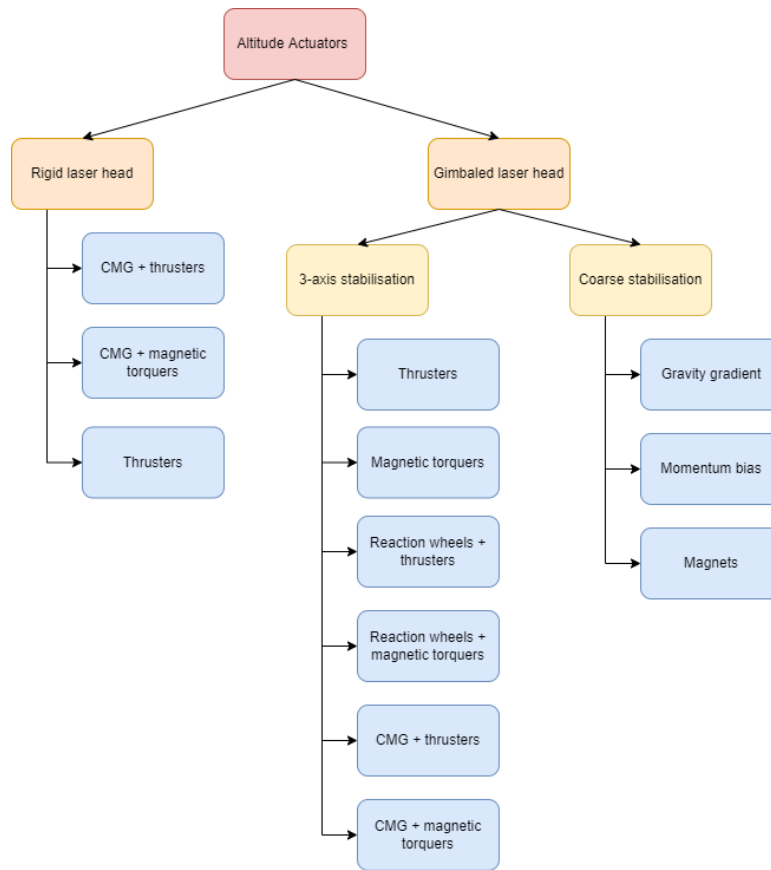 Altitude Actuators
Rigid laser head
Gimbaled laser head
CMG + thrusters
CMG + magnetic
torquers
Thrusters
3-axis stabilisation
Coarse stabilisation
Thrusters
Magnetic torquers
Reaction wheels +
thrusters
Reaction wheels +
magnetic torquers
CMG + thrusters
CMG + magnetic
torquers
Gravity gradient
Momentum bias
Magnets